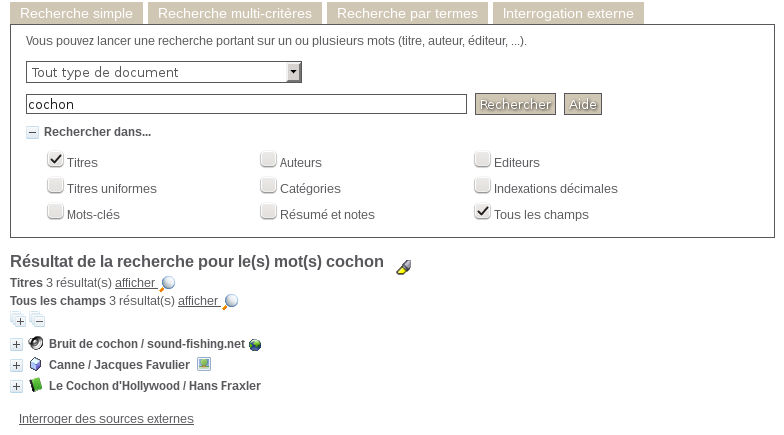 Recherche simple Recherche multi-critères Recherche par termes Interrogation externe
Vous pouvez lancer une recherche portant sur un ou plusieurs mots (titre, auteur, éditeur, ...).
Tout type de document
cochon Rechercher Aide
Rechercher dans...
Titres Auteurs Editeurs
Titres uniformes Catégories Indexations décimales
Mots-clés Résumé et notes Tous les champs
Résultat de la recherche pour le(s) mot(s) cochon
Titres 3 résultat(s) afficher
Tous les champs 3 résultat(s) afficher
Bruit de cochon / sound-fishing.net
Canne / Jacques Favulier
Le Cochon d'Hollywood / Hans Fraxler
Interroger des sources externes